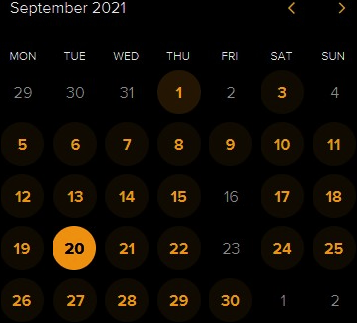 September 2021
MON TUE WED THU FRI SAT SUN
29 30 31 1 2 3 4
5 6 7 8 9 10 11
12 13 14 15 16 17 18
19 20 21 22 23 24 25
26 27 28 29 30 1 2